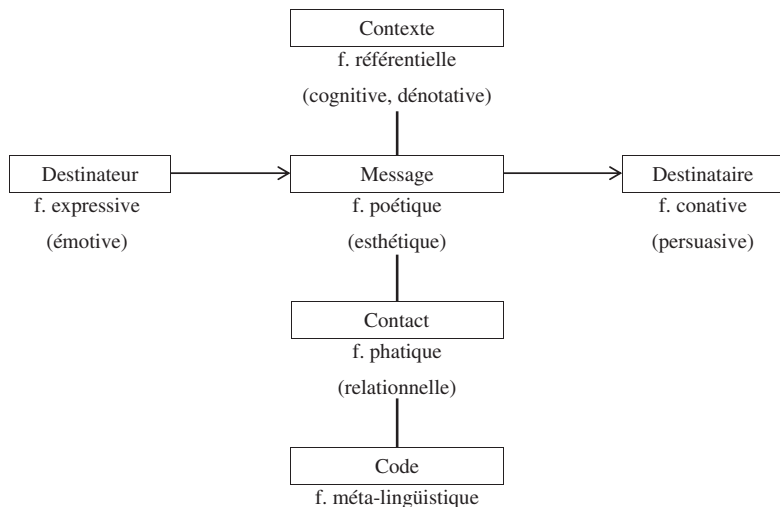 Contexte
f. référentielle
(cognitive, dénotative)
Destinateur
f. expressive
(émotive)
Message
f. poétique
(esthétique)
Destinataire
f. conative
(persuasive)
Contact
f. phatique
(relationnelle)
Code
f. méta-lingüistique